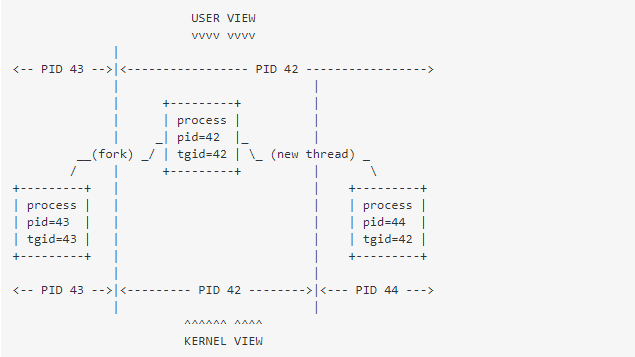 USER VIEW
                         vvvv vvvv
              |
<-- PID 43 -->|<----------------- PID 42 ----------------->
              |                           |
              |      +---------+          |
              |      | process |          |
              |     _| pid=42  |_         |
         __(fork) _/ | tgid=42 | \_ (new thread) _
        /     |      +---------+          |       \
+---------+   |                           |    +---------+
| process |   |                           |    | process |
| pid=43  |   |                           |    | pid=44  |
| tgid=43 |   |                           |    | tgid=42 |
+---------+   |                           |    +---------+
              |                           |
<-- PID 43 -->|<--------- PID 42 -------->|<--- PID 44 --->
              |                           |
                        ^^^^^^ ^^^^
                        KERNEL VIEW